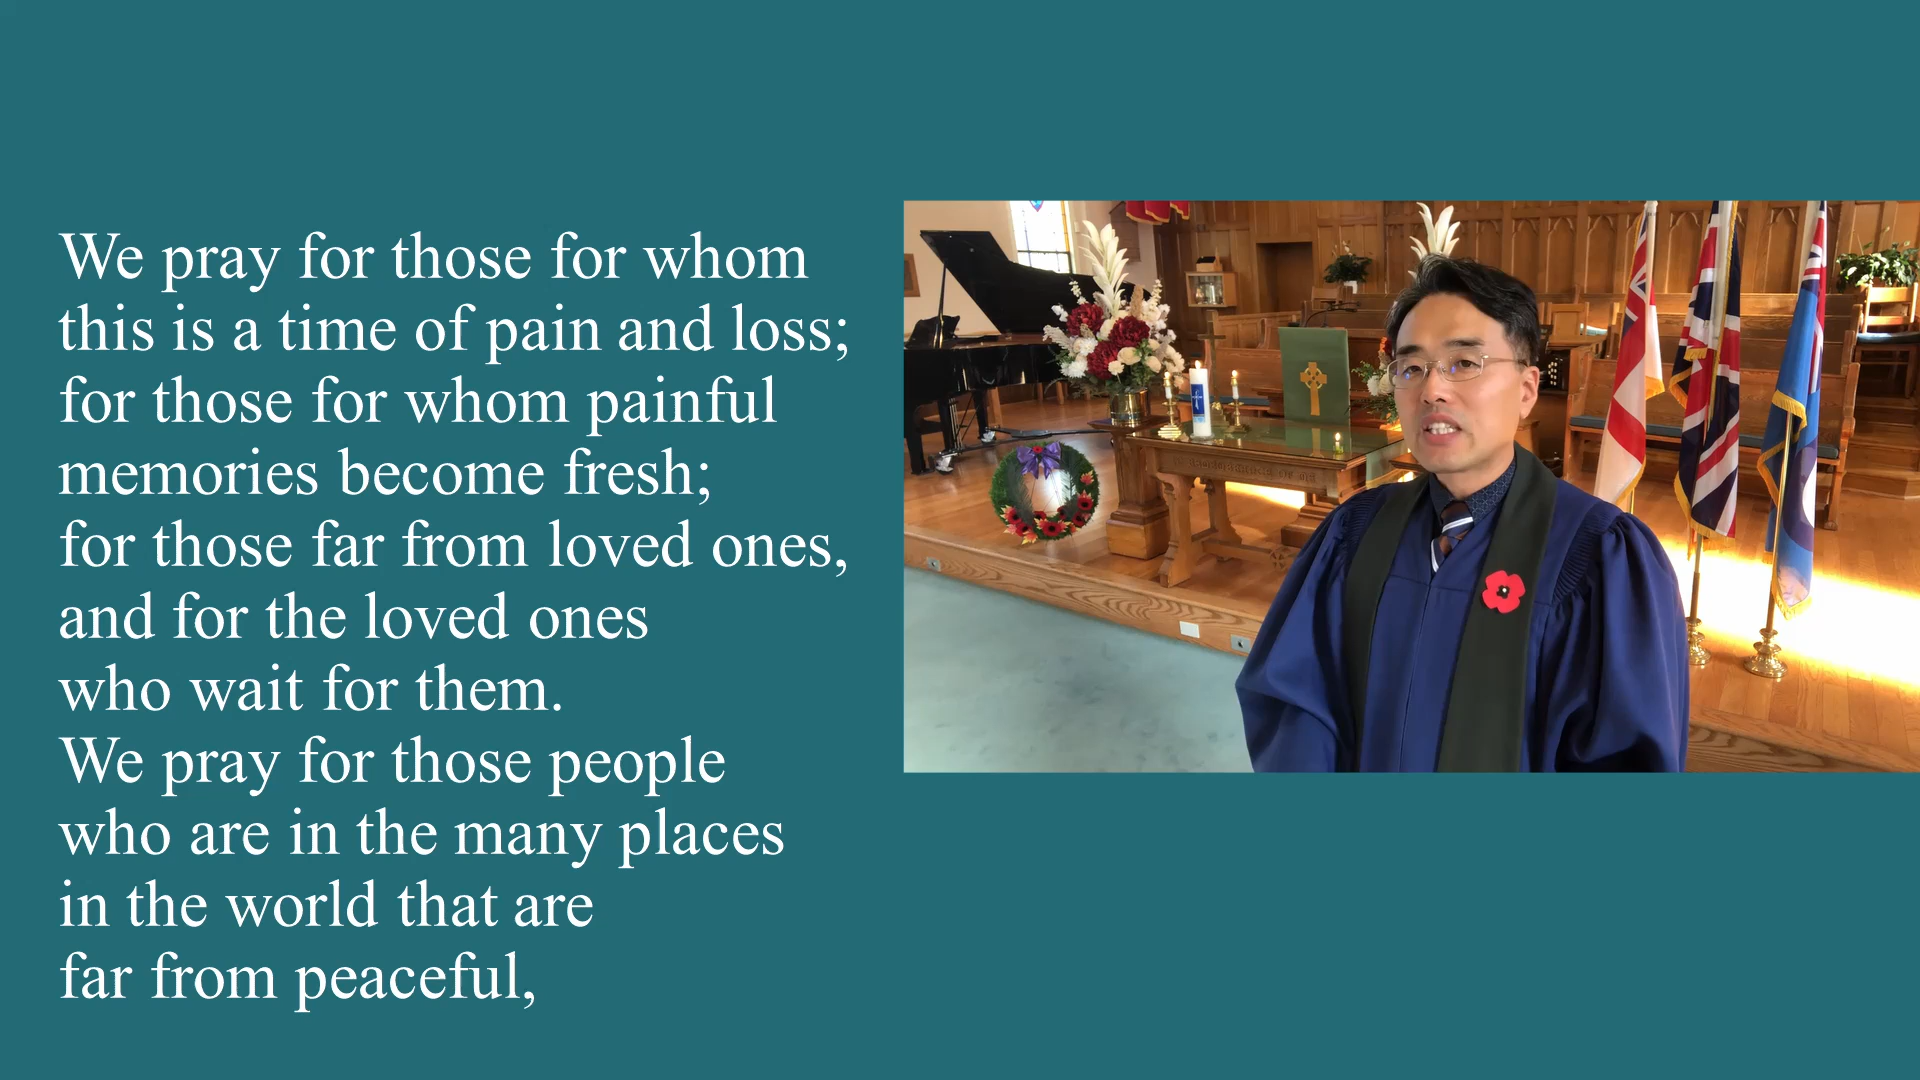 We pray for those for whom
this is a time of pain and loss;
for those for whom painful
memories become fresh;
for those far from loved ones,
and for the loved ones
who wait for them.
We pray for those people
who are in the many places
in the world that are
far from peaceful,